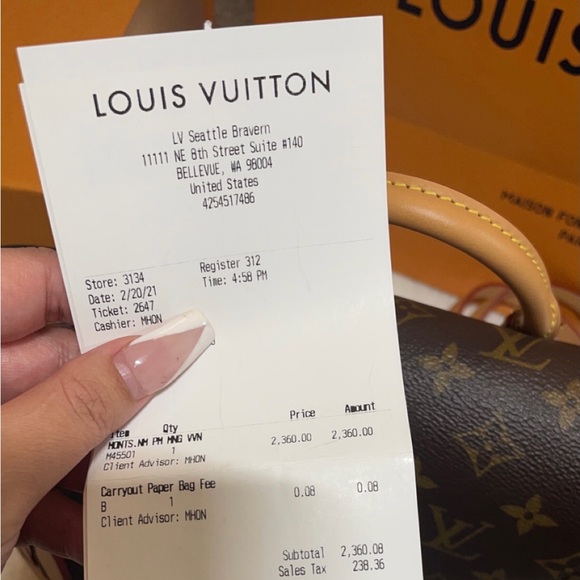 LOUIS
LOUIS VUITTON
LV Seattle Bravern
11111 NE 8th Street Suite #140
BELLEVUE, WA 98004
United States
4254517486
MAISON
Store: 3134 Register 312
Date: 2/20/21 Time: 4:58 PM
Ticket: 2647
Cashier: MHON
Item Qty Price Amount
MONTS.NM PM MNG VVN 2,360.00 2,360.00
M45501 1
Client Advisor: MHON
Carryout Paper Bag Fee 0.08 0.08
B 1
Client Advisor: MHON
Subtotal 2,360.08
Sales Tax 238.36
LV